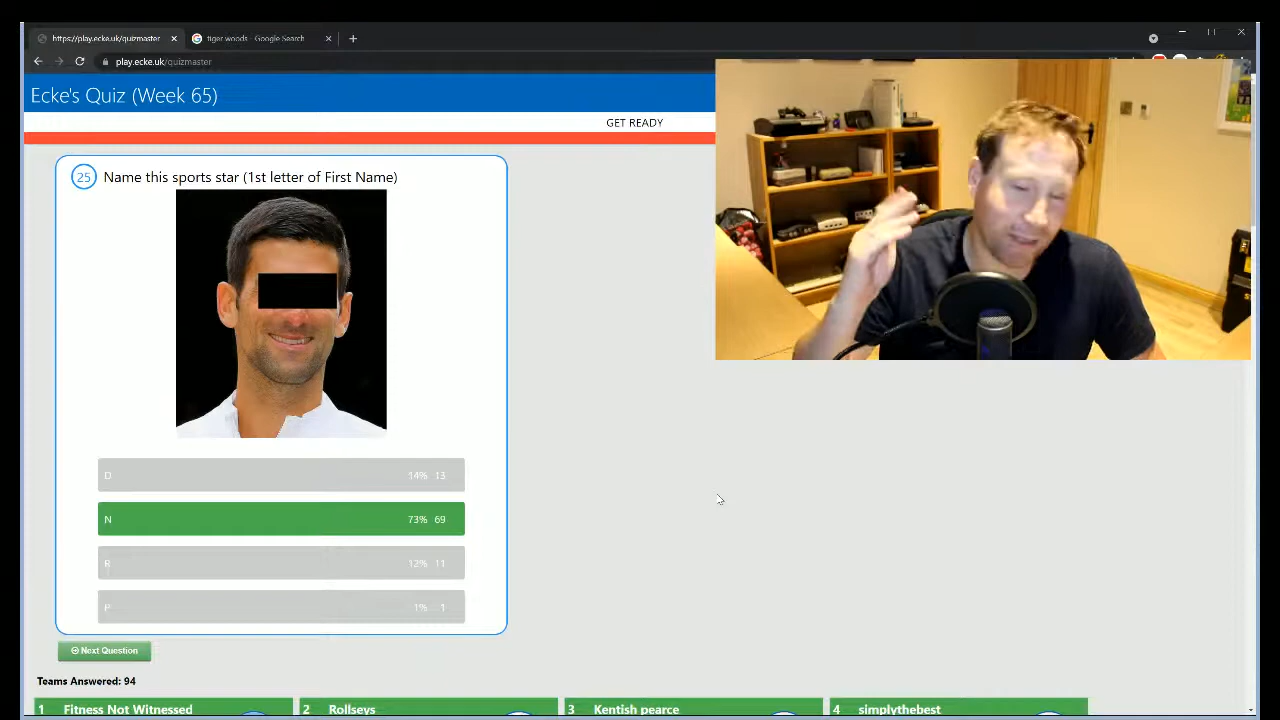 https://play.ecke.uk/quizmaster
tiger woods - Google Search
play.ecke.uk/quizmaster
Ecke's Quiz (Week 65)
GET READY
25 Name this sports star (1st letter of First Name)
D 14% 13
N 73% 69
R 12% 11
P 1% 1
Next Question
Teams Answered: 94
1 Fitness Not Witnessed
2 Rollseys
3 Kentish pearce
4 simplythebest